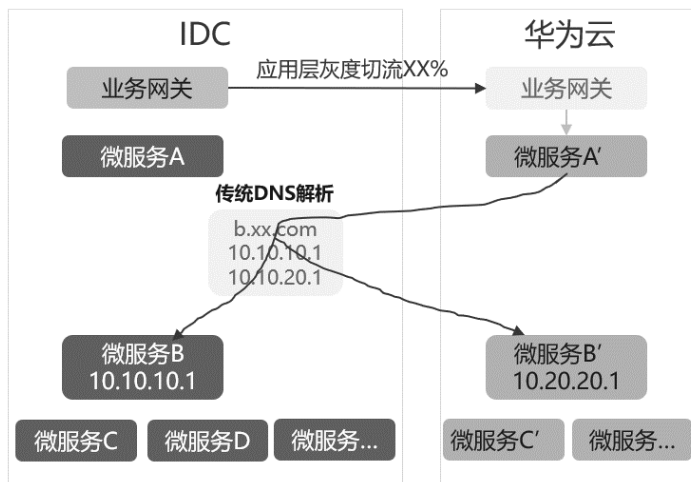 IDC
华为云
业务网关
应用层灰度切流XX%
业务网关
微服务A
微服务A’
传统DNS解析
b.xx.com
10.10.10.1
10.10.20.1
微服务B
10.10.10.1
微服务B’
10.20.20.1
微服务C
微服务D
微服务...
微服务C’
微服务...